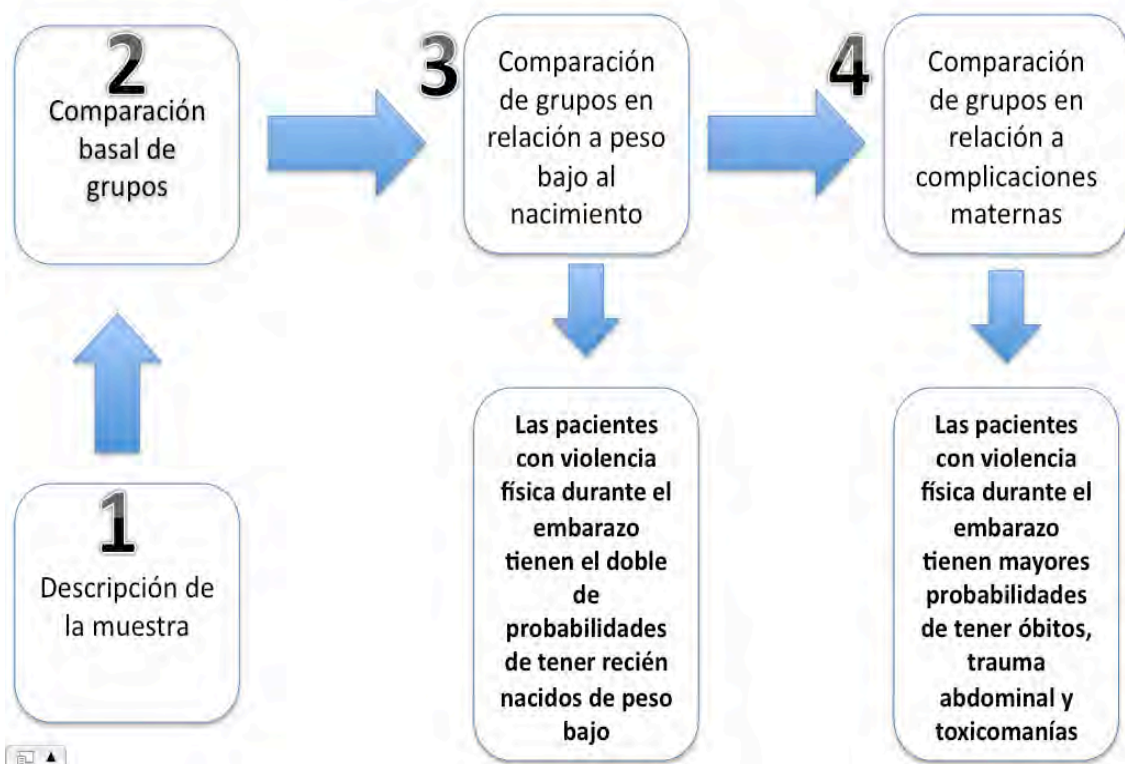 2
Comparación
basal de
grupos
3
Comparación
de grupos en
relación a peso
bajo al
nacimiento
4
Comparación
de grupos en
relación a
complicaciones
maternas
1
Descripción de
la muestra
Las pacientes
con violencia
física durante el
embarazo
tienen el doble
de
probabilidades
de tener recién
nacidos de peso
bajo
Las pacientes
con violencia
física durante el
embarazo
tienen mayores
probabilidades
de tener óbitos,
trauma
abdominal y
toxicomanías